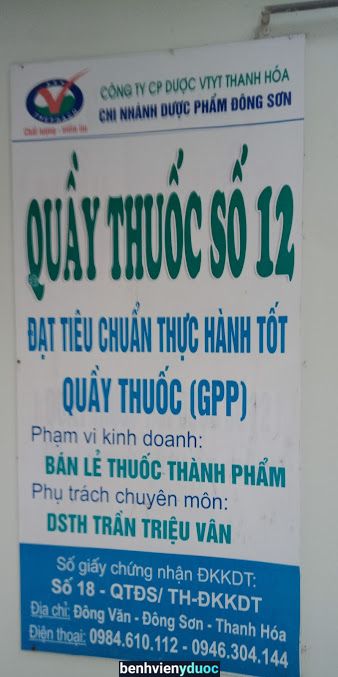 CÔNG TY CP DƯỢC VTYT THANH HÓA
CHI NHÁNH DƯỢC PHẨM ĐÔNG SƠN
QUẦY THUỐC SỐ 12
ĐẠT TIÊU CHUẨN THỰC HÀNH TỐT
QUẦY THUỐC (GPP)
Phạm vi kinh doanh:
BÁN LẺ THUỐC THÀNH PHẨM
Phụ trách chuyên môn:
DSTH TRẦN TRIỆU VÂN
Số giấy chứng nhận ĐKKDT:
Số 18 - QTĐS/ TH-ĐKKDT
Địa chỉ: Đông Văn - Đông Sơn - Thanh Hóa
Điện thoại: 0984.610.112 - 0946.304.144
benhvienyduoc